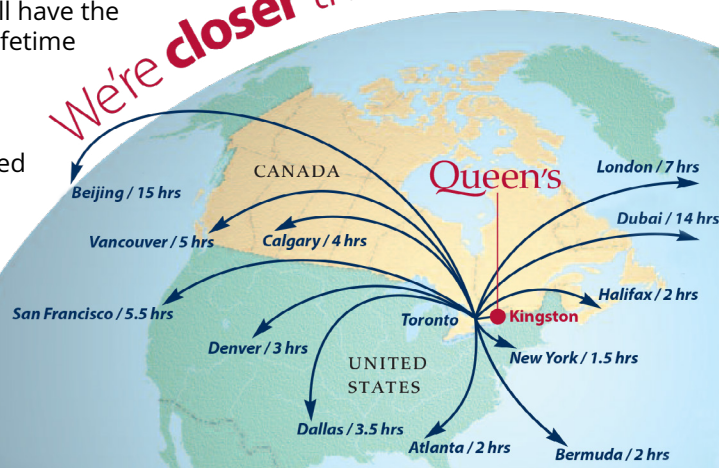 ll have the
ifetime
ed
We're closer
CANADA
Queen's
London / 7 hrs
Beijing / 15 hrs
Dubai / 14 hrs
Vancouver / 5 hrs
Calgary / 4 hrs
Halifax / 2 hrs
San Francisco / 5.5 hrs
Toronto
Kingston
Denver / 3 hrs
New York / 1.5 hrs
UNITED
STATES
Dallas / 3.5 hrs
Atlanta / 2 hrs
Bermuda / 2 hrs